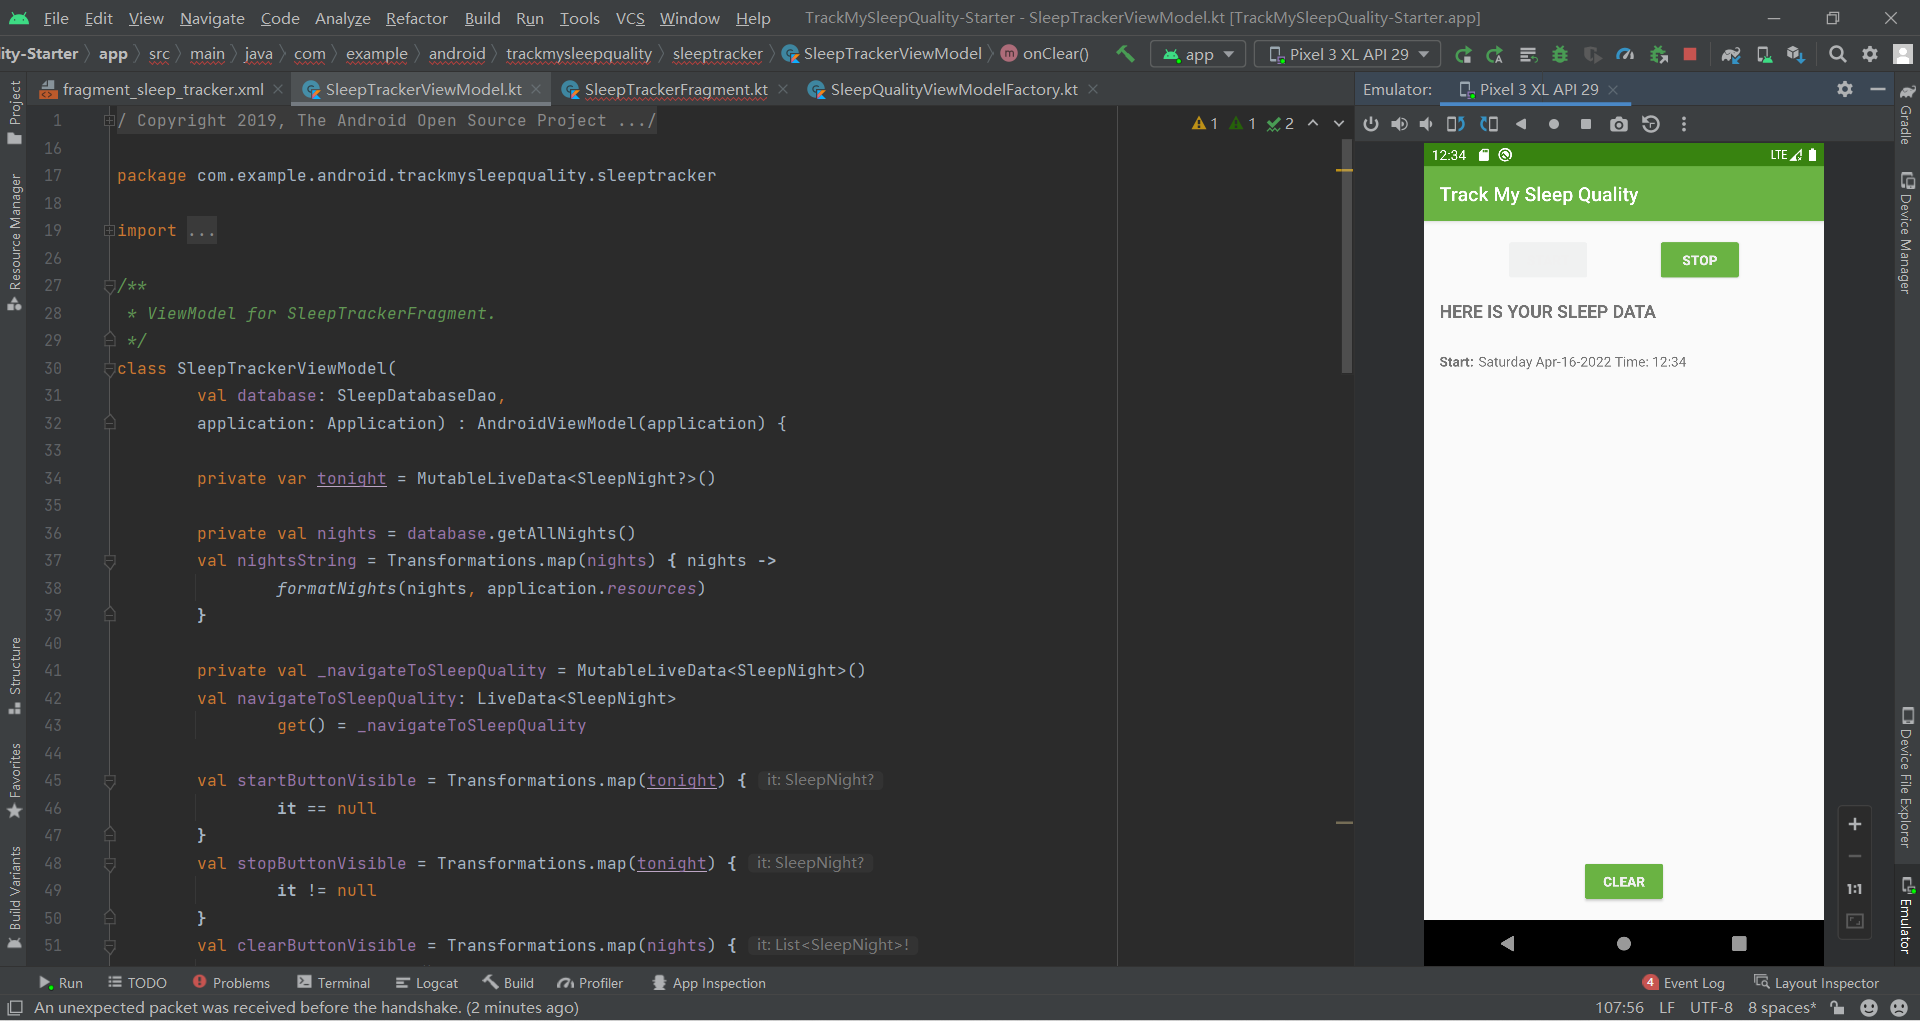 File Edit View Navigate Code Analyze Refactor Build Run Tools VCS Window Help TrackMySleepQuality-Starter - SleepTrackerViewModel.kt [TrackMySleepQuality-Starter.app]
ity-Starter app src main java com example android trackmysleepquality sleeptracker SleepTrackerViewModel m onClear() app Pixel 3 XL API 29
fragment_sleep_tracker.xml SleepTrackerViewModel.kt SleepTrackerFragment.kt SleepQualityViewModelFactory.kt Emulator: Pixel 3 XL API 29
Project
Resource Manager
Structure
Favorites
Build Variants
1 / Copyright 2019, The Android Open Source Project .../ 1 1 2
16
17 package com.example.android.trackmysleepquality.sleeptracker
18
19 import ...
26
27 /**
28 * ViewModel for SleepTrackerFragment.
29 */
30 class SleepTrackerViewModel(
31 val database: SleepDatabaseDao,
32 application: Application) : AndroidViewModel(application) {
33
34 private var tonight = MutableLiveData<SleepNight?>()
35
36 private val nights = database.getAllNights()
37 val nightsString = Transformations.map(nights) { nights ->
38 formatNights(nights, application.resources)
39 }
40
41 private val _navigateToSleepQuality = MutableLiveData<SleepNight>()
42 val navigateToSleepQuality: LiveData<SleepNight>
43 get() = _navigateToSleepQuality
44
45 val startButtonVisible = Transformations.map(tonight) { it: SleepNight?
46 it == null
47 }
48 val stopButtonVisible = Transformations.map(tonight) { it: SleepNight?
49 it != null
50 }
51 val clearButtonVisible = Transformations.map(nights) { it: List<SleepNight>!
12:34 LTE
Track My Sleep Quality
STOP
HERE IS YOUR SLEEP DATA
Start: Saturday Apr-16-2022 Time: 12:34
CLEAR
1:1
Gradle
Device Manager
Device File Explorer
Emulator
Run TODO Problems Terminal Logcat Build Profiler App Inspection 4 Event Log Layout Inspector
An unexpected packet was received before the handshake. (2 minutes ago) 107:56 LF UTF-8 8 spaces*